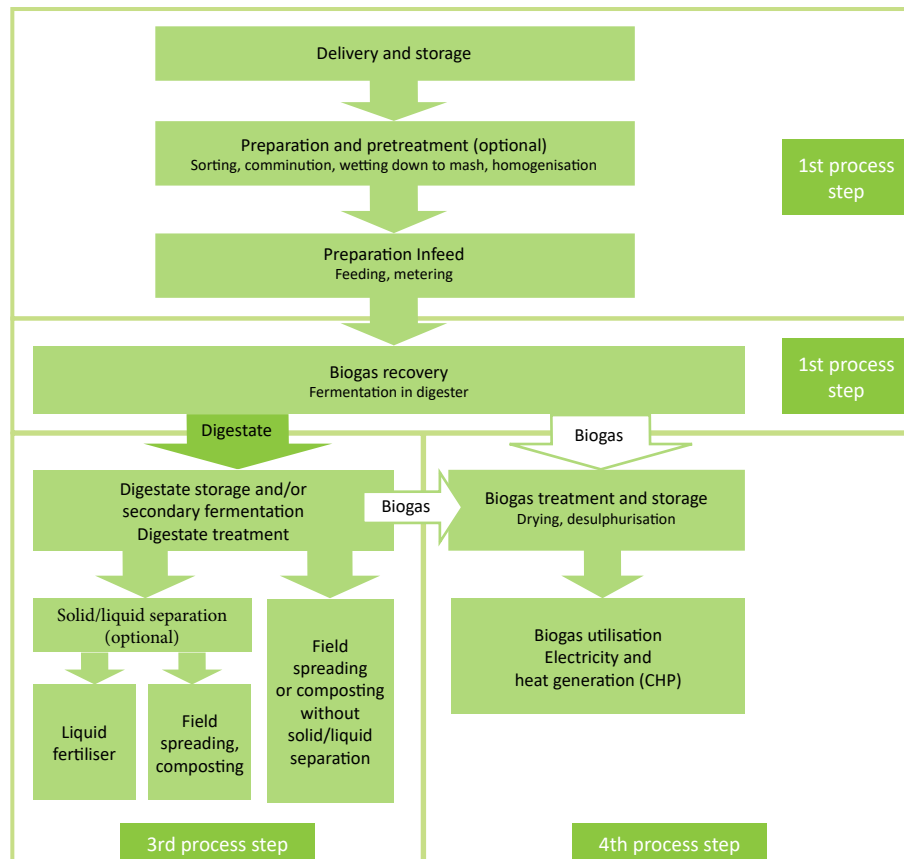 Delivery and storage
Preparation and pretreatment (optional)
Sorting, comminution, wetting down to mash, homogenisation
1st process
step
Preparation Infeed
Feeding, metering
Biogas recovery
Fermentation in digester
1st process
step
Digestate
Biogas
Digestate storage and/or
secondary fermentation
Digestate treatment
Biogas
Biogas treatment and storage
Drying, desulphurisation
Solid/liquid separation
(optional)
Liquid
fertiliser
Field
spreading,
composting
Field
spreading
or composting
without
solid/liquid
separation
Biogas utilisation
Electricity and
heat generation (CHP)
3rd process step
4th process step